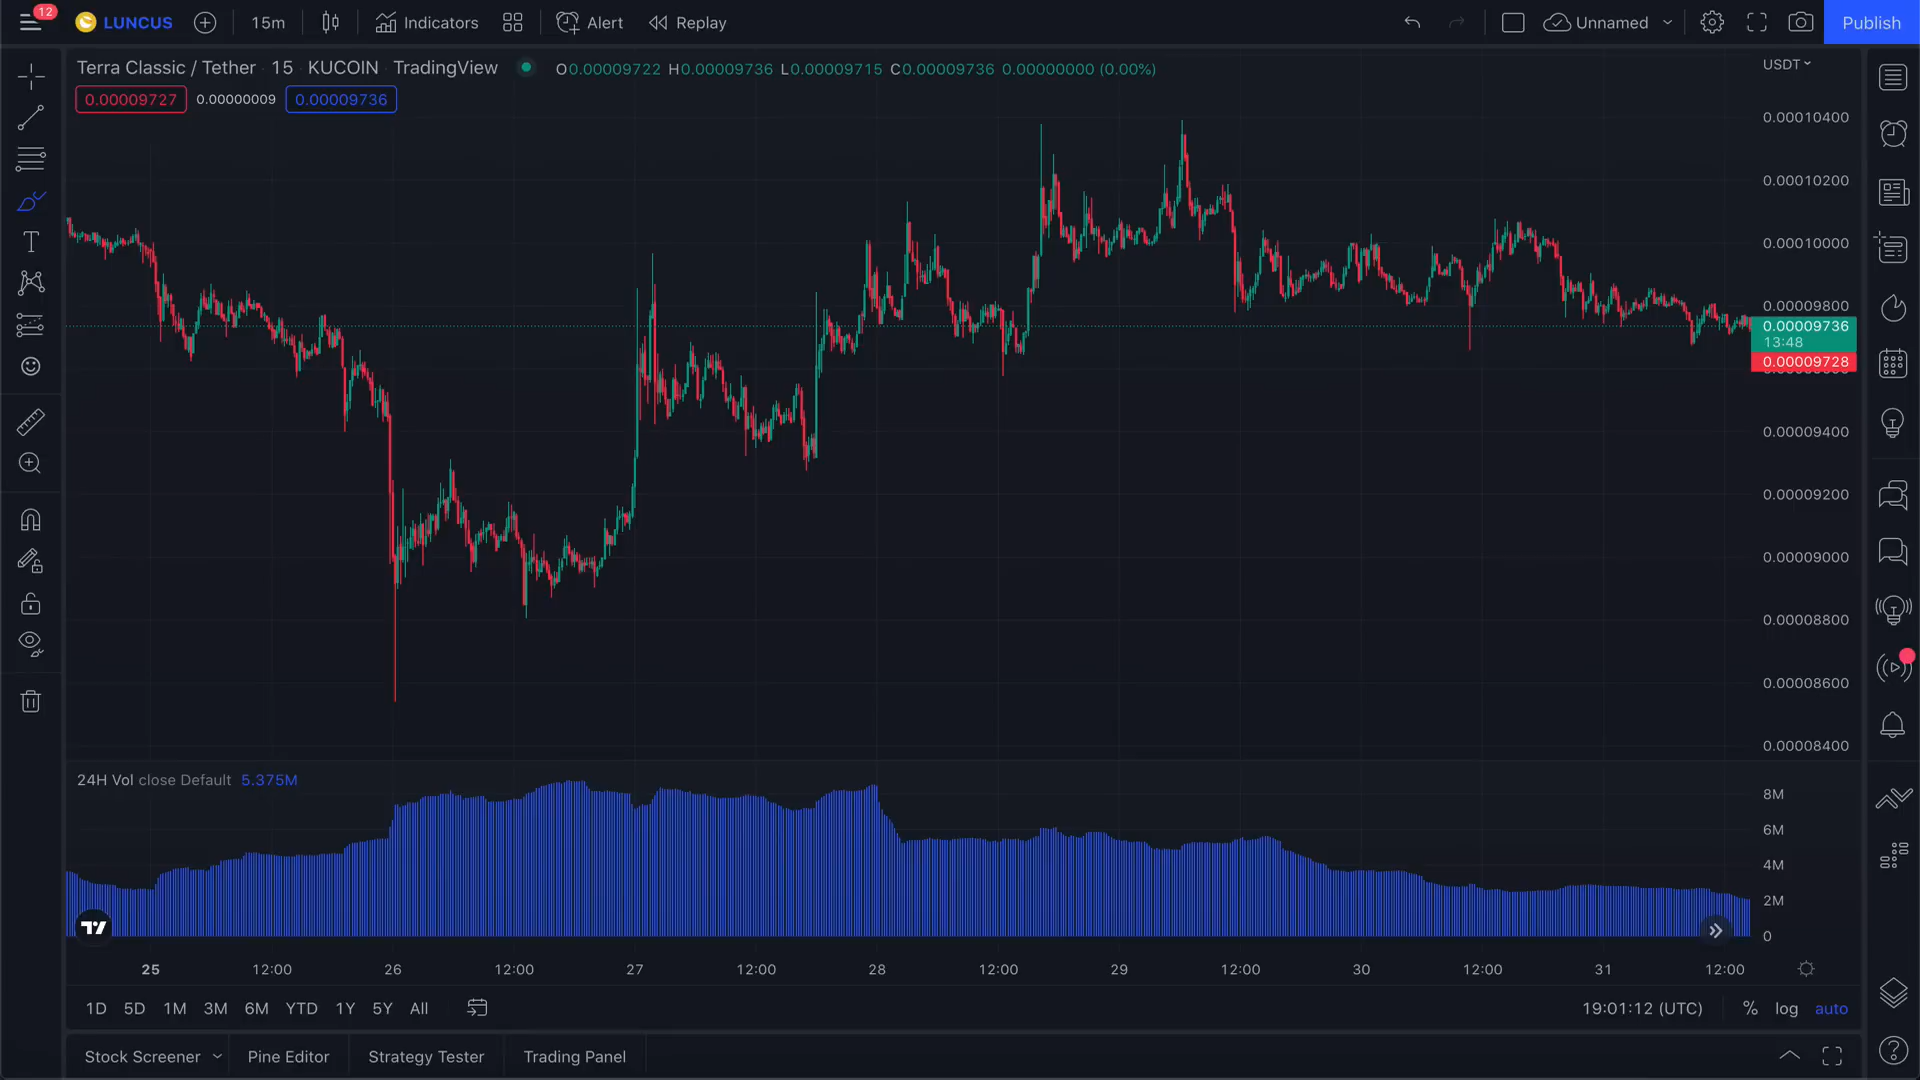 12 LUNCUS 15m Indicators Alert Replay Unnamed Publish
Terra Classic / Tether 15 KUCOIN TradingView O0.00009722 H0.00009736 L0.00009715 C0.00009736 0.00000000 (0.00%)
USDT
0.00009727 0.00000009 0.00009736
0.00010400
0.00010200
0.00010000
0.00009800
0.00009736
13:48
0.00009728
0.00009400
0.00009200
0.00009000
0.00008800
0.00008600
0.00008400
24H Vol close Default 5.375M
8M
6M
4M
2M
0
25 12:00 26 12:00 27 12:00 28 12:00 29 12:00 30 12:00 31 12:00
1D 5D 1M 3M 6M YTD 1Y 5Y All 19:01:12 (UTC) % log auto
Stock Screener Pine Editor Strategy Tester Trading Panel